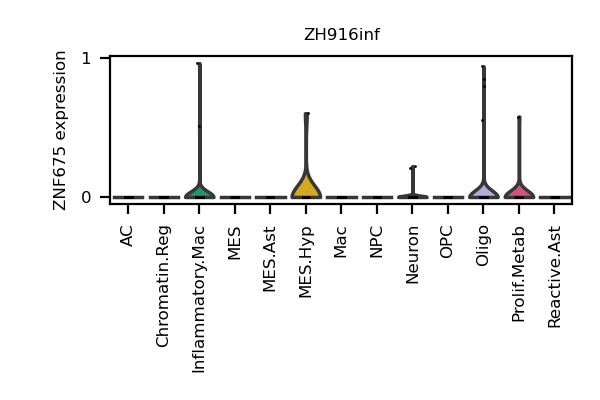 ZH916inf
ZNF675 expression
1
0
AC
Chromatin.Reg
Inflammatory.Mac
MES
MES.Ast
MES.Hyp
Mac
NPC
Neuron
OPC
Oligo
Prolif.Metab
Reactive.Ast